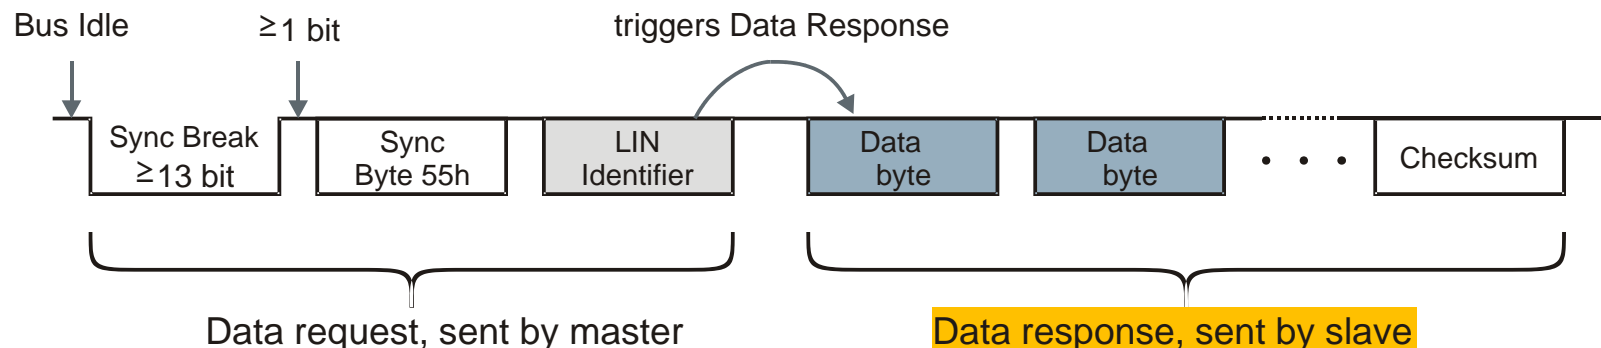 Bus Idle
≥1 bit
triggers Data Response
Sync Break
≥13 bit
Sync
Byte 55h
LIN
Identifier
Data
byte
Data
byte
• • •
Checksum
Data request, sent by master
Data response, sent by slave